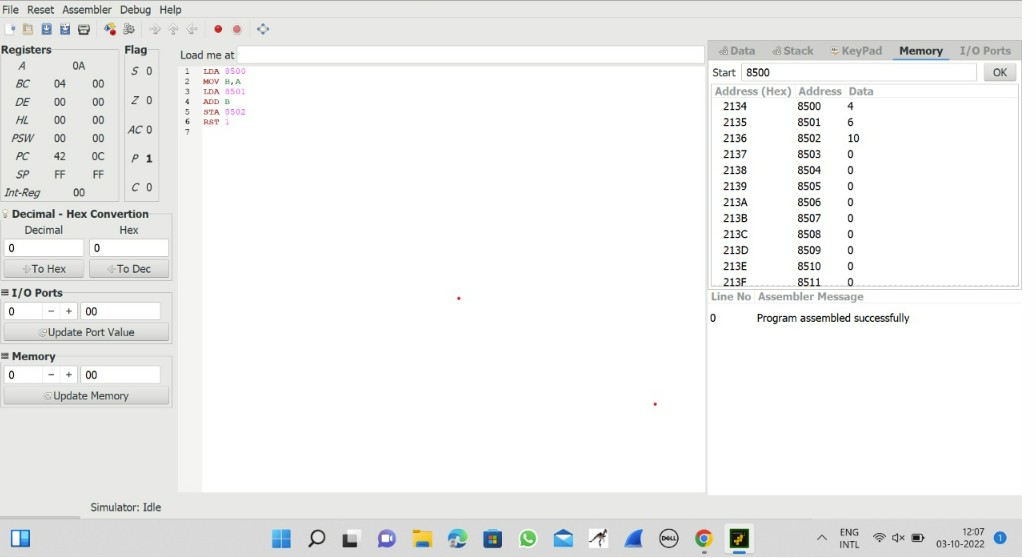 File Reset Assembler Debug Help
Registers
A 0A
BC 04 00
DE 00 00
HL 00 00
PSW 00 00
PC 42 0C
SP FF FF
Int-Reg 00
Flag
S 0
Z 0
AC 0
P 1
C 0
Decimal - Hex Convertion
Decimal Hex
0 0
To Hex To Dec
I/O Ports
0 - + 00
Update Port Value
Memory
0 - + 00
Update Memory
Load me at
1 LDA 8500
2 MOV B,A
3 LDA 8501
4 ADD B
5 STA 8502
6 RST 1
7
Data Stack KeyPad Memory I/O Ports
Start 8500 OK
Address (Hex) Address Data
2134 8500 4
2135 8501 6
2136 8502 10
2137 8503 0
2138 8504 0
2139 8505 0
213A 8506 0
213B 8507 0
213C 8508 0
213D 8509 0
213E 8510 0
213F 8511 0
Line No Assembler Message
0 Program assembled successfully
Simulator: Idle
DELL
ENG
INTL
12:07
03-10-2022
1